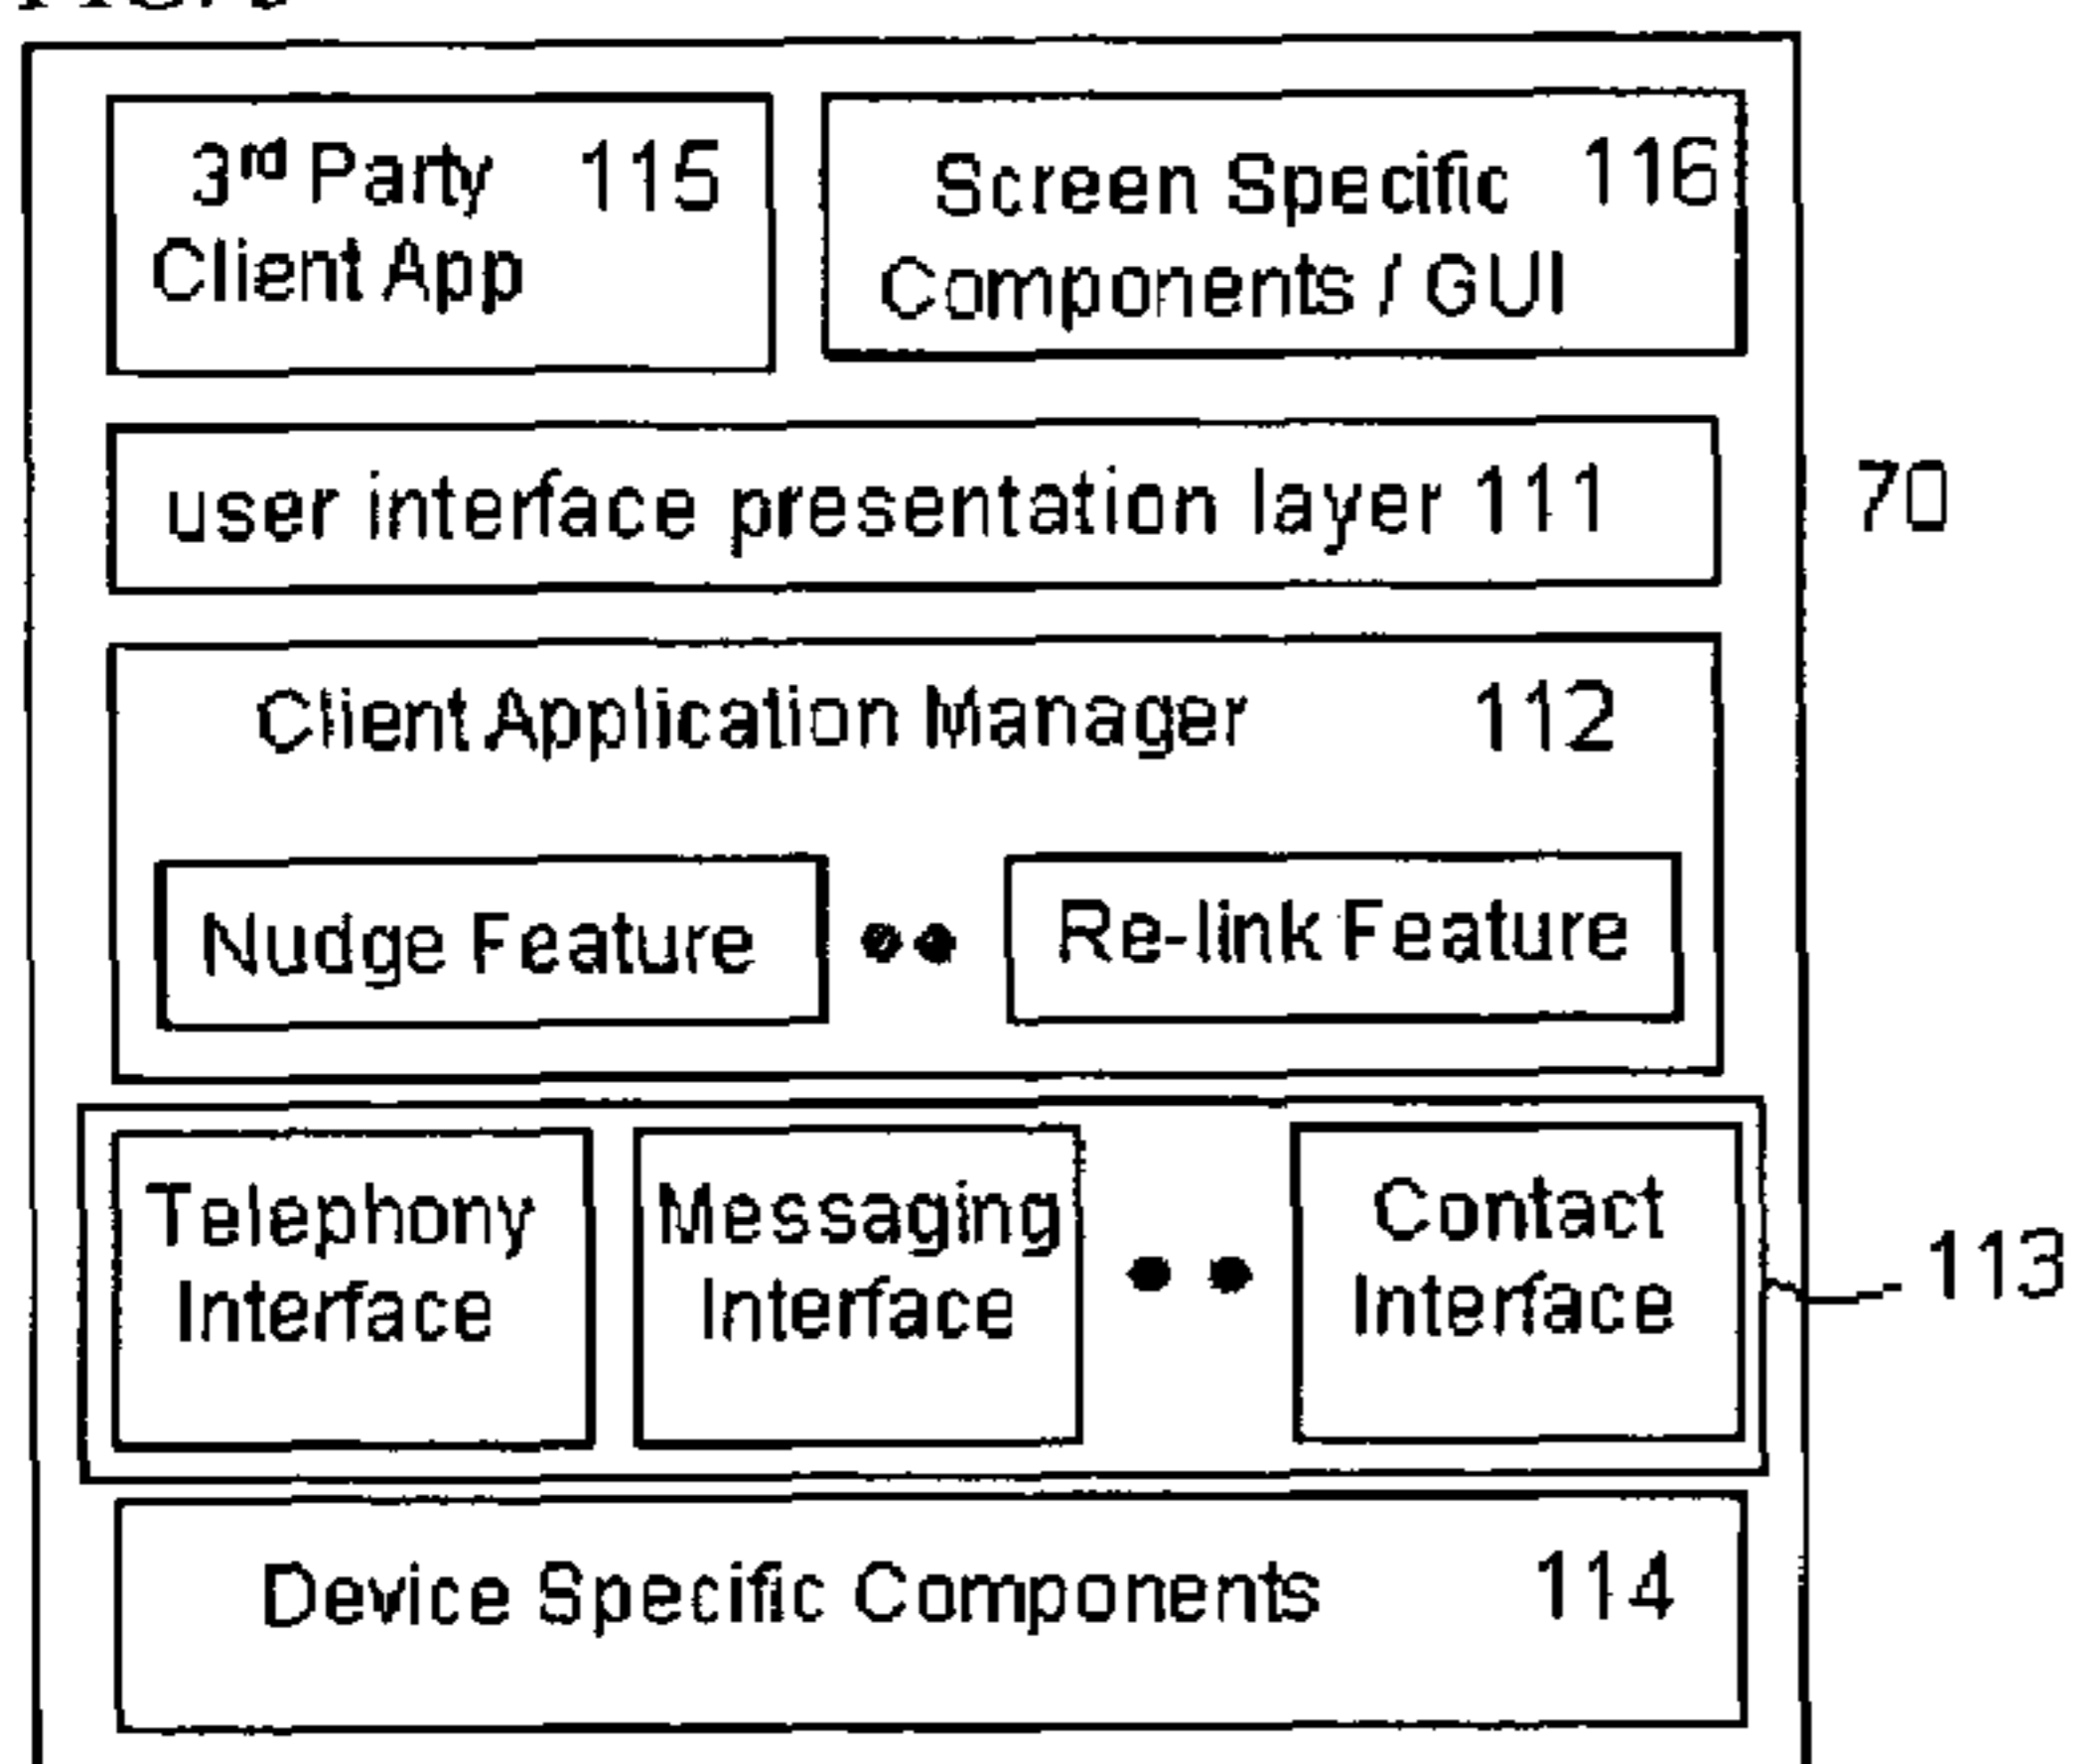 3rd Party 115
Client App
Screen Specific 116
Components / GUI
user interface presentation layer 111
70
Client Application Manager 112
Nudge Feature
Re-link Feature
Telephony
Interface
Messaging
Interface
Contact
Interface
113
Device Specific Components 114